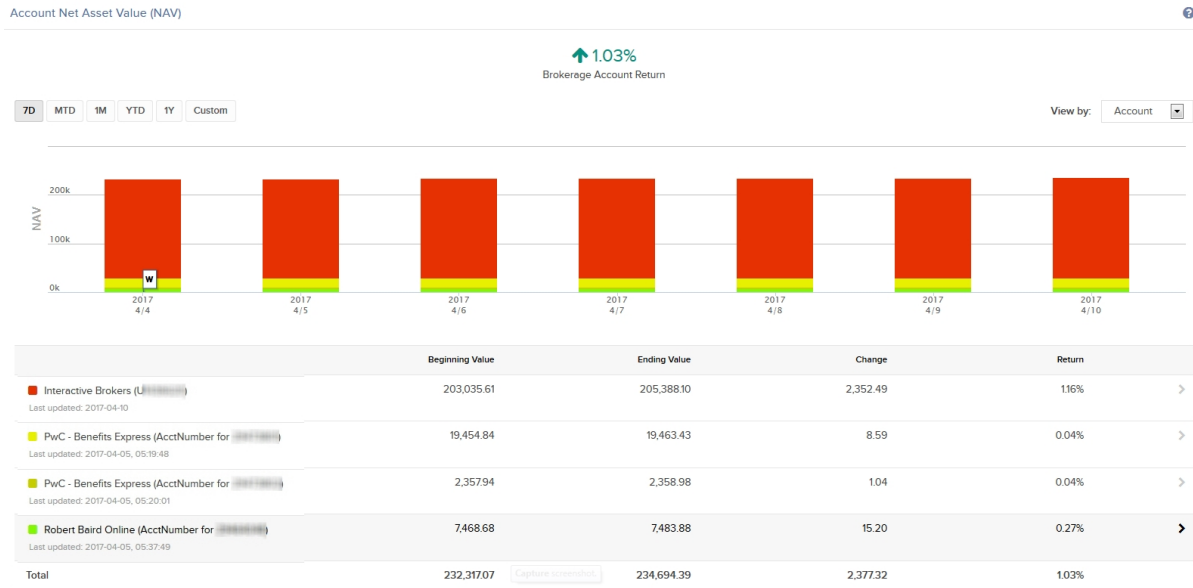 Account Net Asset Value (NAV)
1.03%
Brokerage Account Return
7D MTD 1M YTD 1Y Custom View by: Account
NAV
200k
100k
0k
W
2017 2017 2017 2017 2017 2017 2017
4/4 4/5 4/6 4/7 4/8 4/9 4/10
Beginning Value Ending Value Change Return
Interactive Brokers (U ) 203,035.61 205,388.10 2,352.49 1.16%
Last updated: 2017-04-10
PwC - Benefits Express (AcctNumber for ) 19,454.84 19,463.43 8.59 0.04%
Last updated: 2017-04-05, 05:19:48
PwC - Benefits Express (AcctNumber for ) 2,357.94 2,358.98 1.04 0.04%
Last updated: 2017-04-05, 05:20:01
Robert Baird Online (AcctNumber for ) 7,468.68 7,483.88 15.20 0.27%
Last updated: 2017-04-05, 05:37:49
Total 232,317.07 Capture screenshot... 234,694.39 2,377.32 1.03%